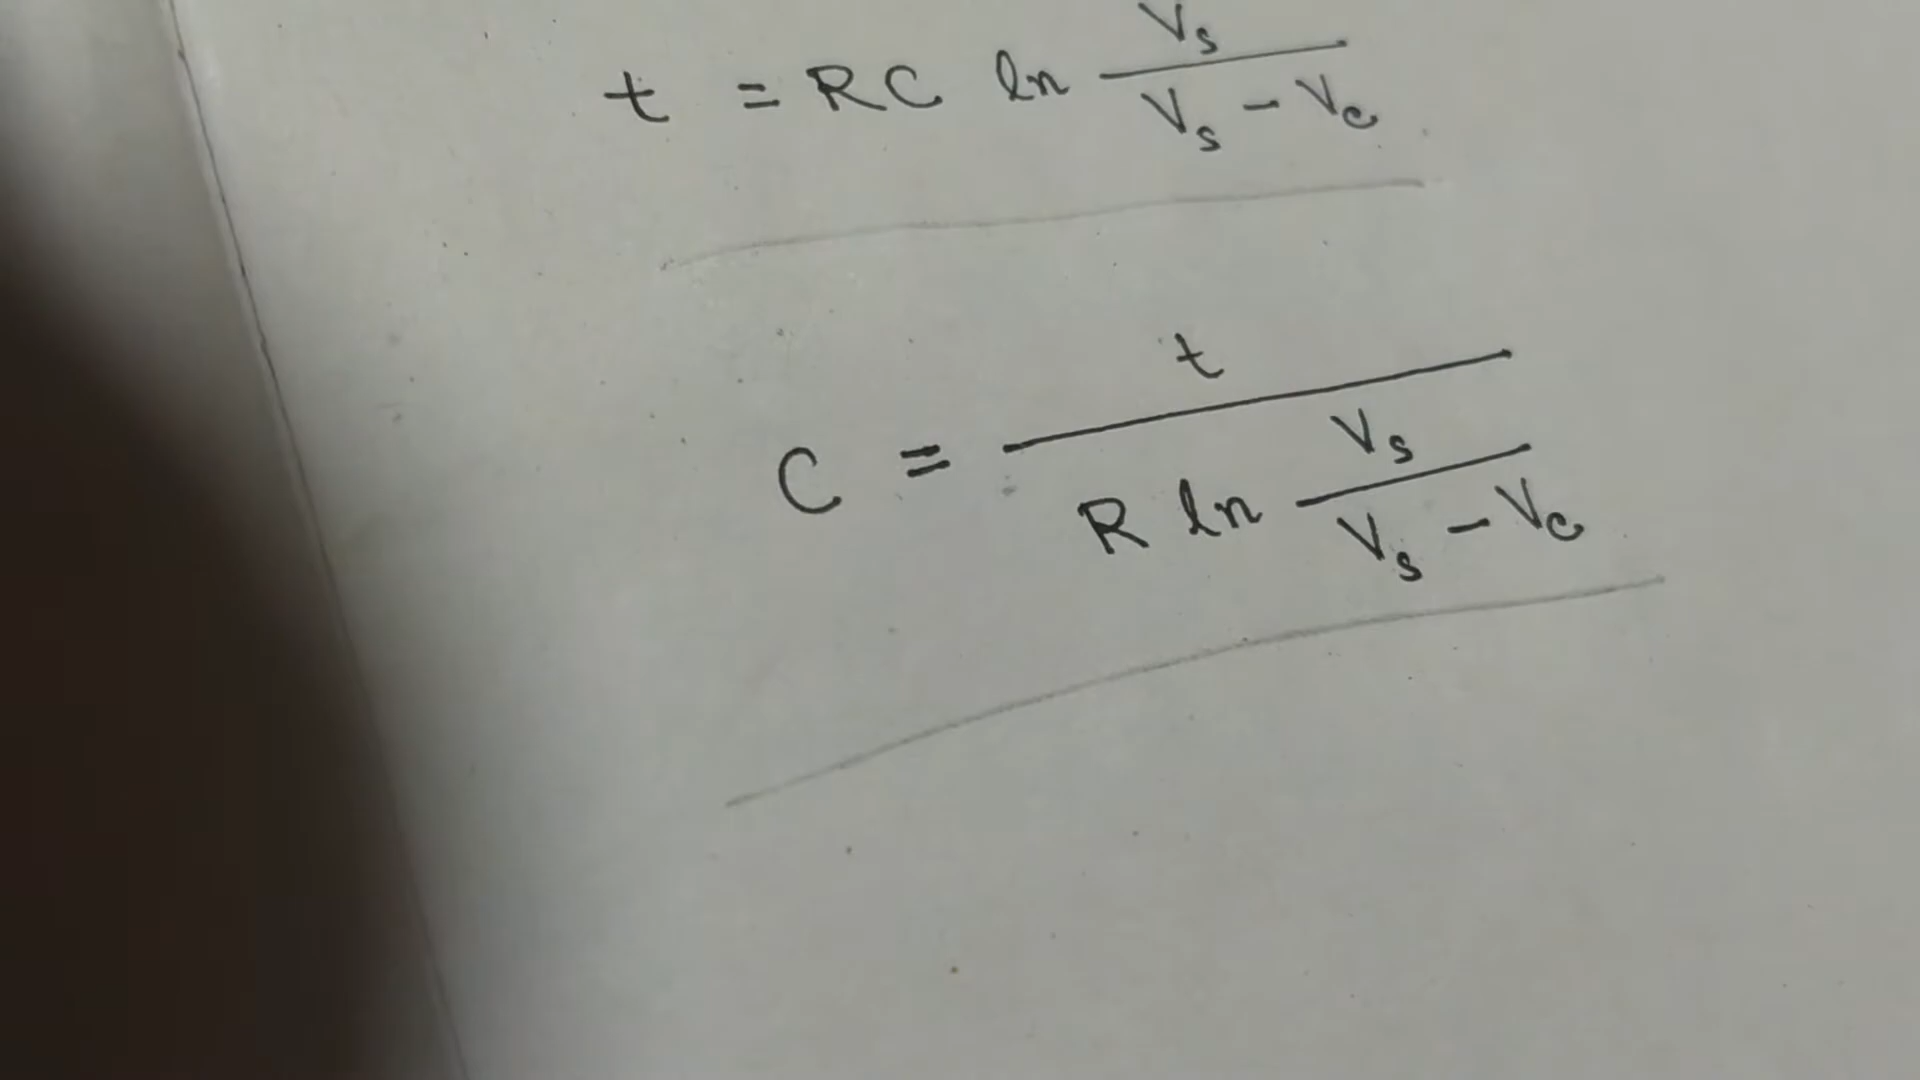 t = RC ln Vs / (Vs - Vc)
C = t / (R ln Vs / (Vs - Vc))